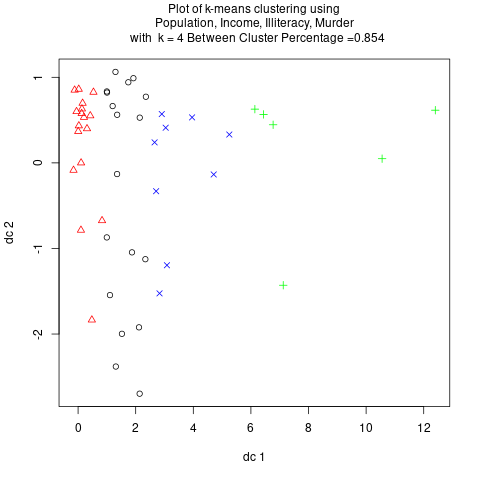 Plot of k-means clustering using
Population, Income, Illiteracy, Murder
with k = 4 Between Cluster Percentage =0.854
1
0
-1
-2
dc 2
0 2 4 6 8 10 12
dc 1